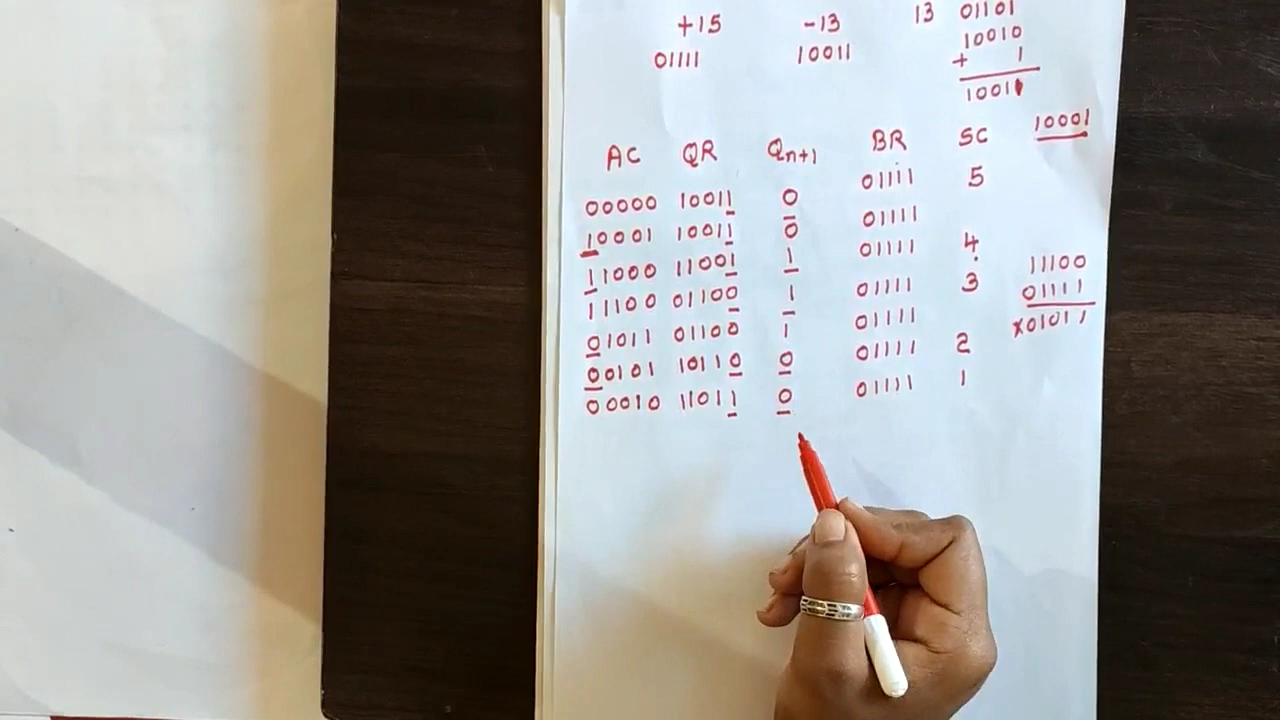 +15 -13 13 01101
01111 10011 10010
+ 1
10011
10001
AC QR Qn+1 BR SC
00000 10011 0 01111 5
10001 10011 0 01111
11000 11001 1 01111 4
11100 01100 1 01111 3
01011 01100 1 01111
00101 10110 0 01111 2
00010 11011 0 01111 1
11100
01111
x01011